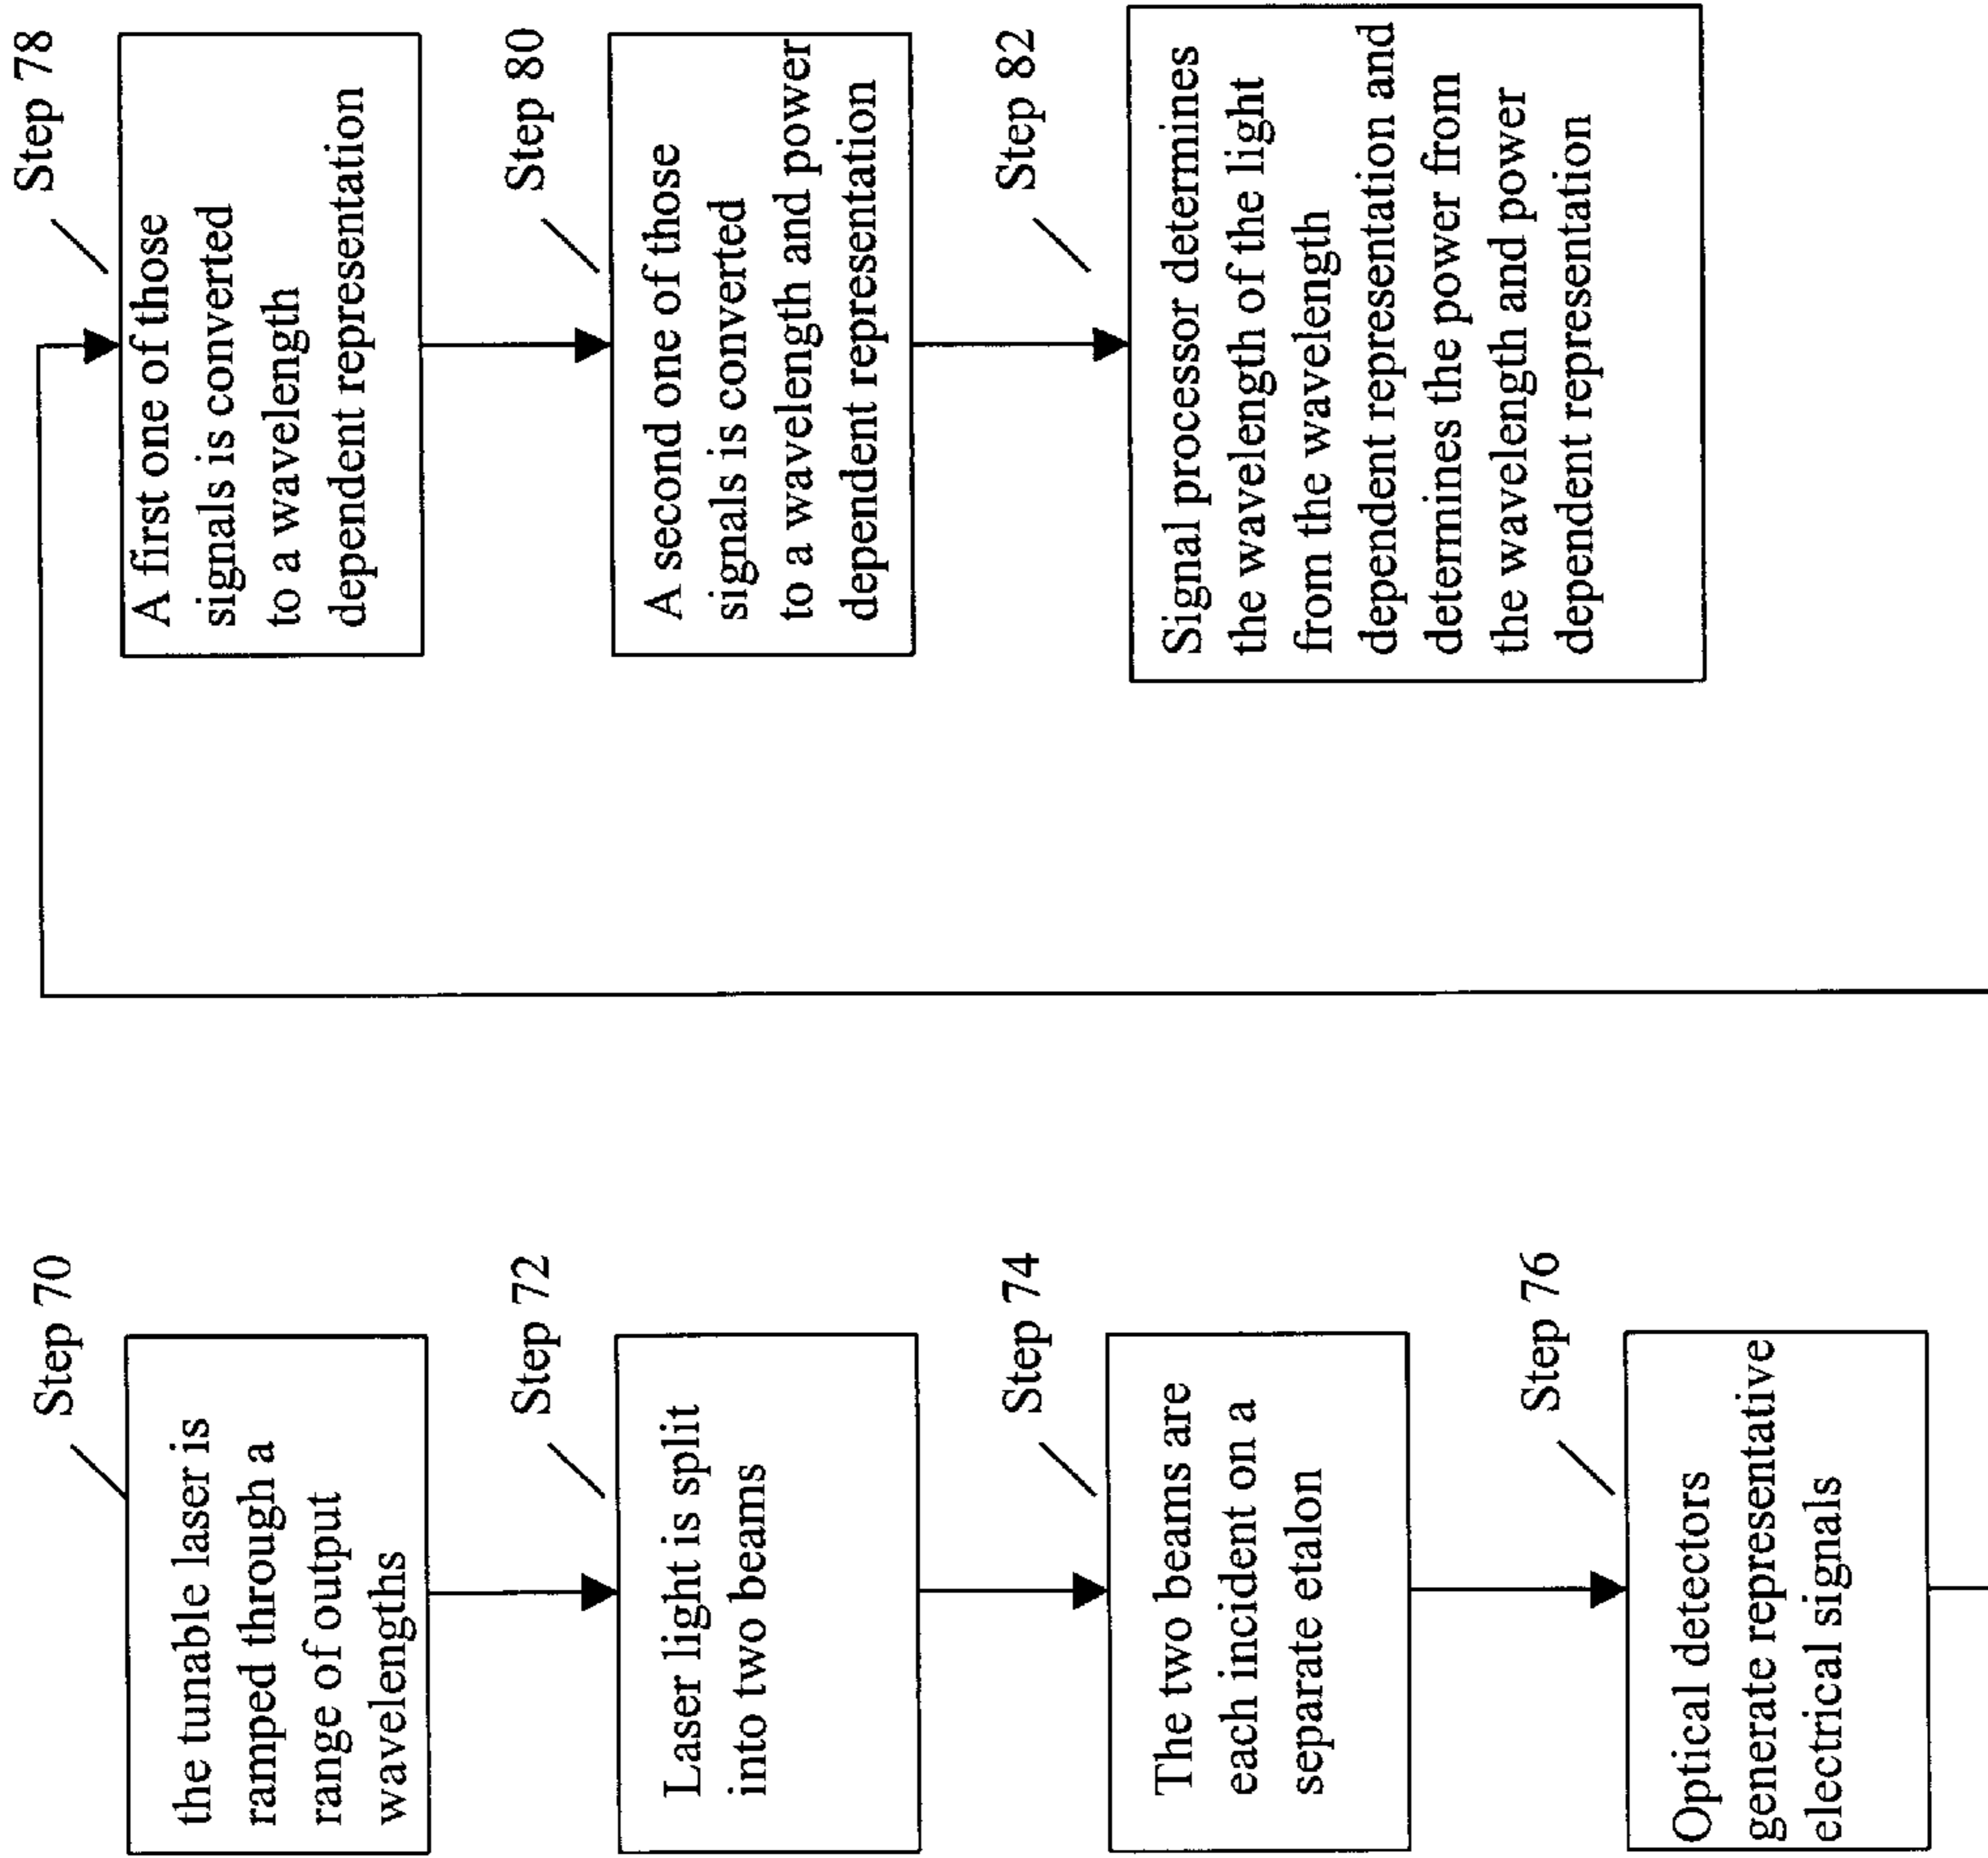 Step 70
the tunable laser is
ramped through a
range of output
wavelengths
Step 72
Laser light is split
into two beams
Step 74
The two beams are
each incident on a
separate etalon
Step 76
Optical detectors
generate representative
electrical signals
Step 78
A first one of those
signals is converted
to a wavelength
dependent representation
Step 80
A second one of those
signals is converted
to a wavelength and power
dependent representation
Step 82
Signal processor determines
the wavelength of the light
from the wavelength
dependent representation and
determines the power from
the wavelength and power
dependent representation